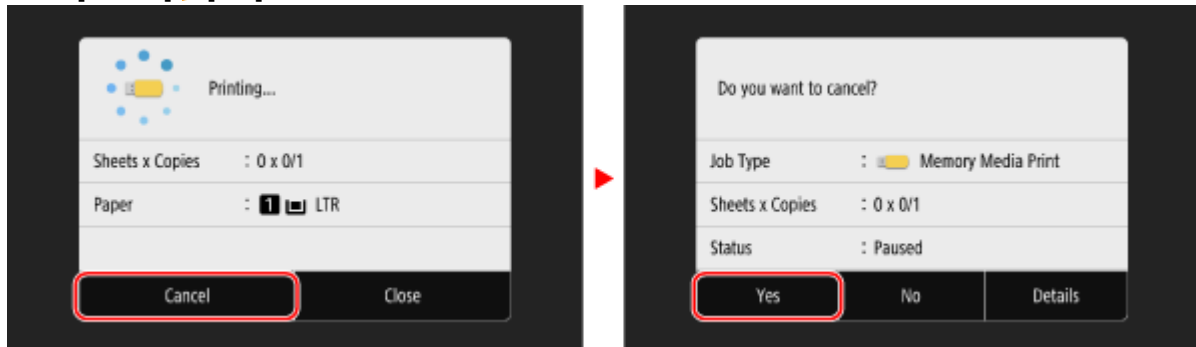 Printing...
Sheets x Copies : 0 x 0/1
Paper : 1 LTR
Cancel Close
Do you want to cancel?
Job Type : Memory Media Print
Sheets x Copies : 0 x 0/1
Status : Paused
Yes No Details